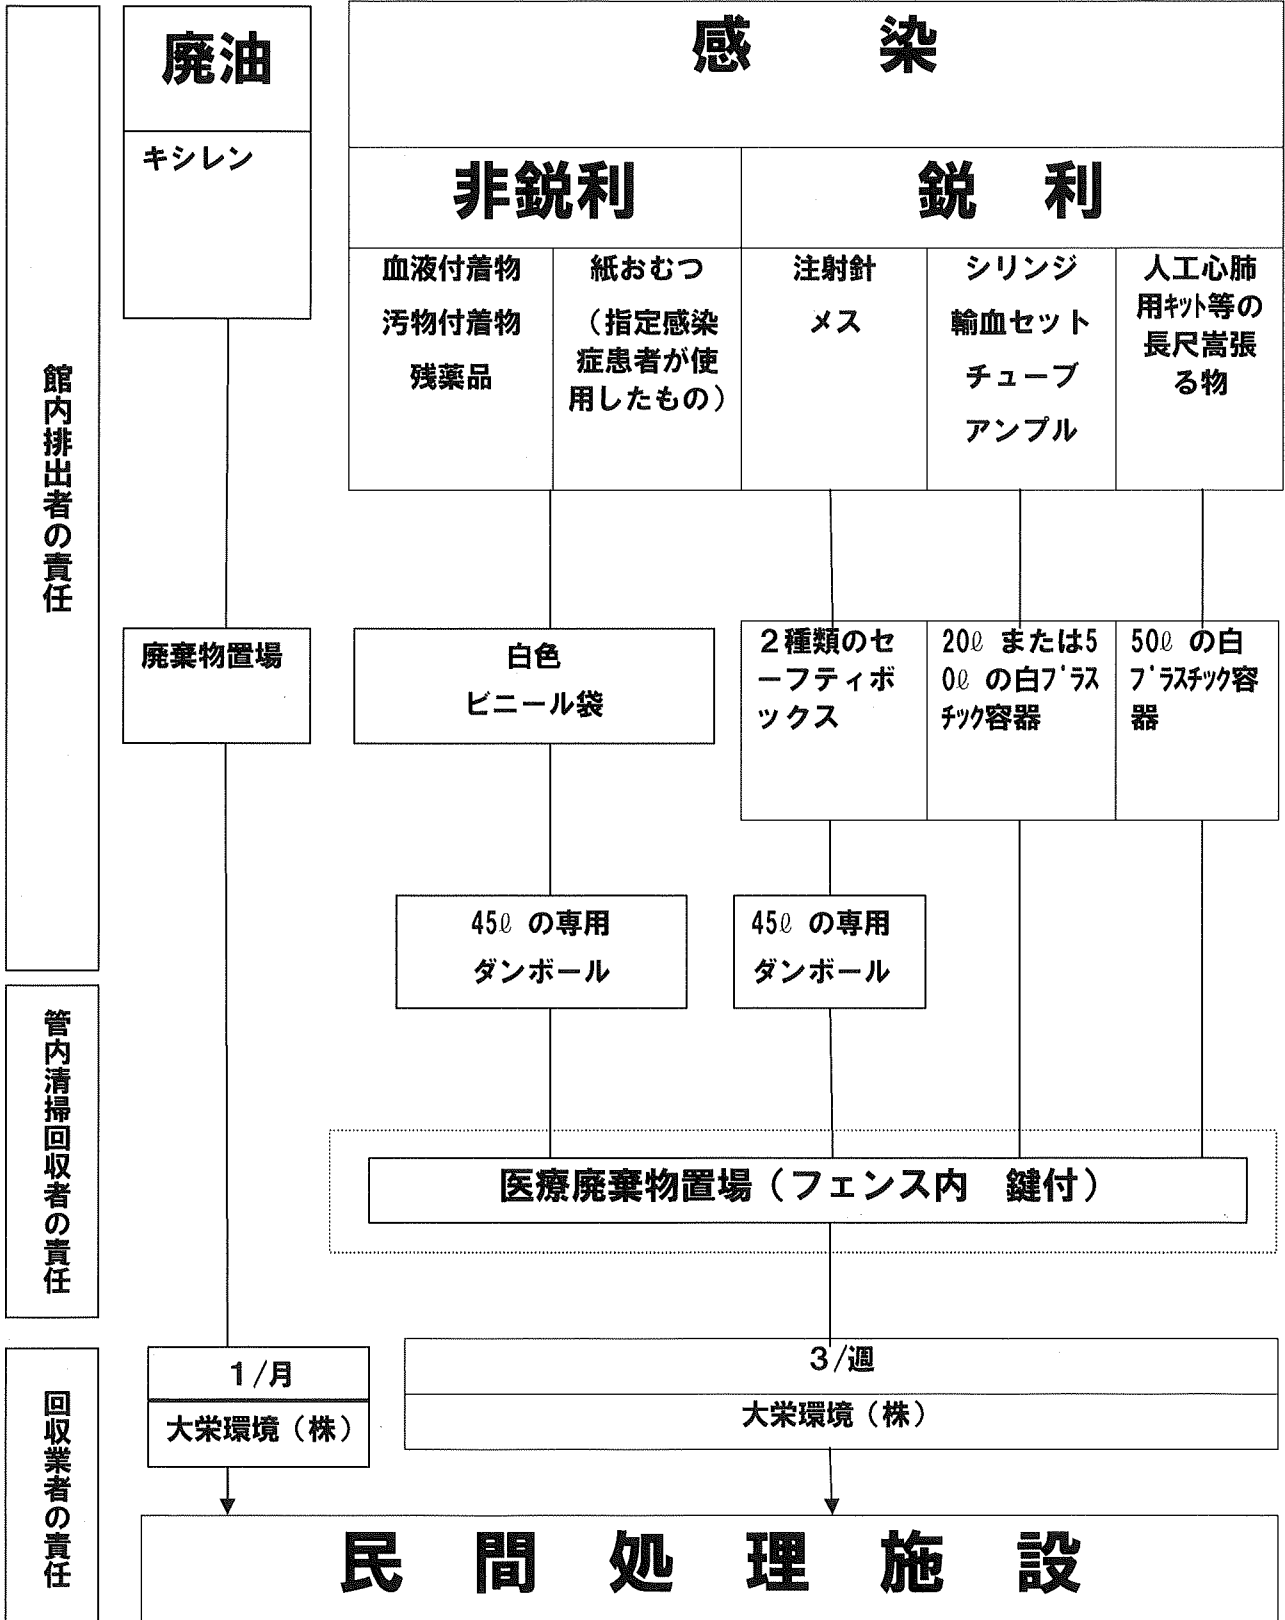 廃油
キシレン
感 染
非鋭利
鋭 利
血液付着物
汚物付着物
残薬品
紙おむつ
（指定感染
症患者が使
用したもの）
注射針
メス
シリンジ
輸血セット
チューブ
アンプル
人工心肺
用ｷｯﾄ等の
長尺嵩張
る物
館内排出者の責任
廃棄物置場
白色
ビニール袋
２種類のセ
ーフティボ
ックス
20ℓ または5
0ℓ の白ﾌﾟﾗｽ
ﾁｯｸ容器
50ℓ の白
ﾌﾟﾗｽﾁｯｸ容
器
45ℓ の専用
ダンボール
45ℓ の専用
ダンボール
管内清掃回収者の責任
医療廃棄物置場（フェンス内 鍵付）
回収業者の責任
１/月
大栄環境（株）
３/週
大栄環境（株）
民 間 処 理 施 設